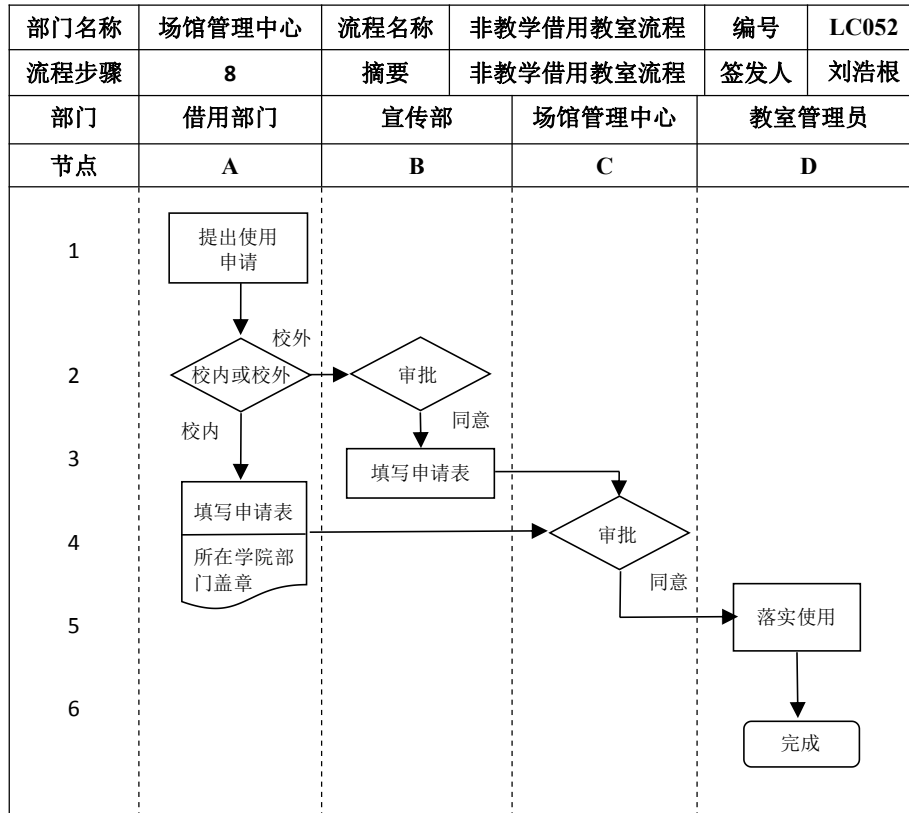 部门名称 场馆管理中心 流程名称 非教学借用教室流程 编号 LC052
流程步骤 8 摘要 非教学借用教室流程 签发人 刘浩根
部门 借用部门 宣传部 场馆管理中心 教室管理员
节点 A B C D
1
提出使用
申请
校外
2
校内或校外
审批
校内
同意
3
填写申请表
填写申请表
4
审批
所在学院部
门盖章
同意
5
落实使用
6
完成